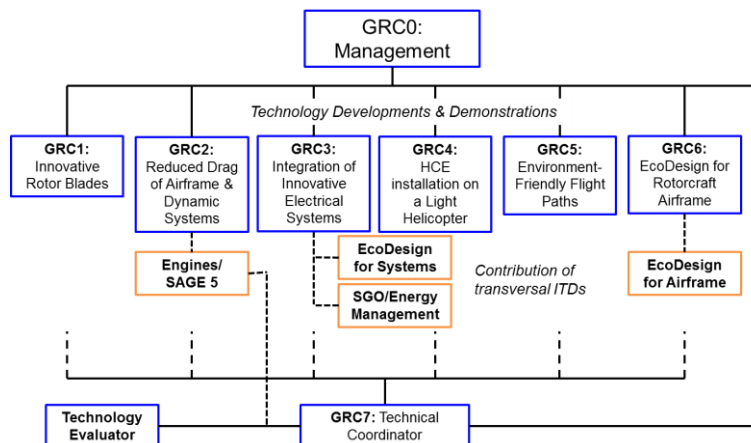 GRC0:
Management
Technology Developments & Demonstrations
GRC1:
Innovative
Rotor Blades
GRC2:
Reduced Drag
of Airframe &
Dynamic
Systems
GRC3:
Integration of
Innovative
Electrical
Systems
GRC4:
HCE
installation on
a Light
Helicopter
GRC5:
Environment-
Friendly Flight
Paths
GRC6:
EcoDesign for
Rotorcraft
Airframe
Engines/
SAGE 5
EcoDesign
for Systems
SGO/Energy
Management
Contribution of
transversal ITDs
EcoDesign
for Airframe
Technology
Evaluator
GRC7: Technical
Coordinator